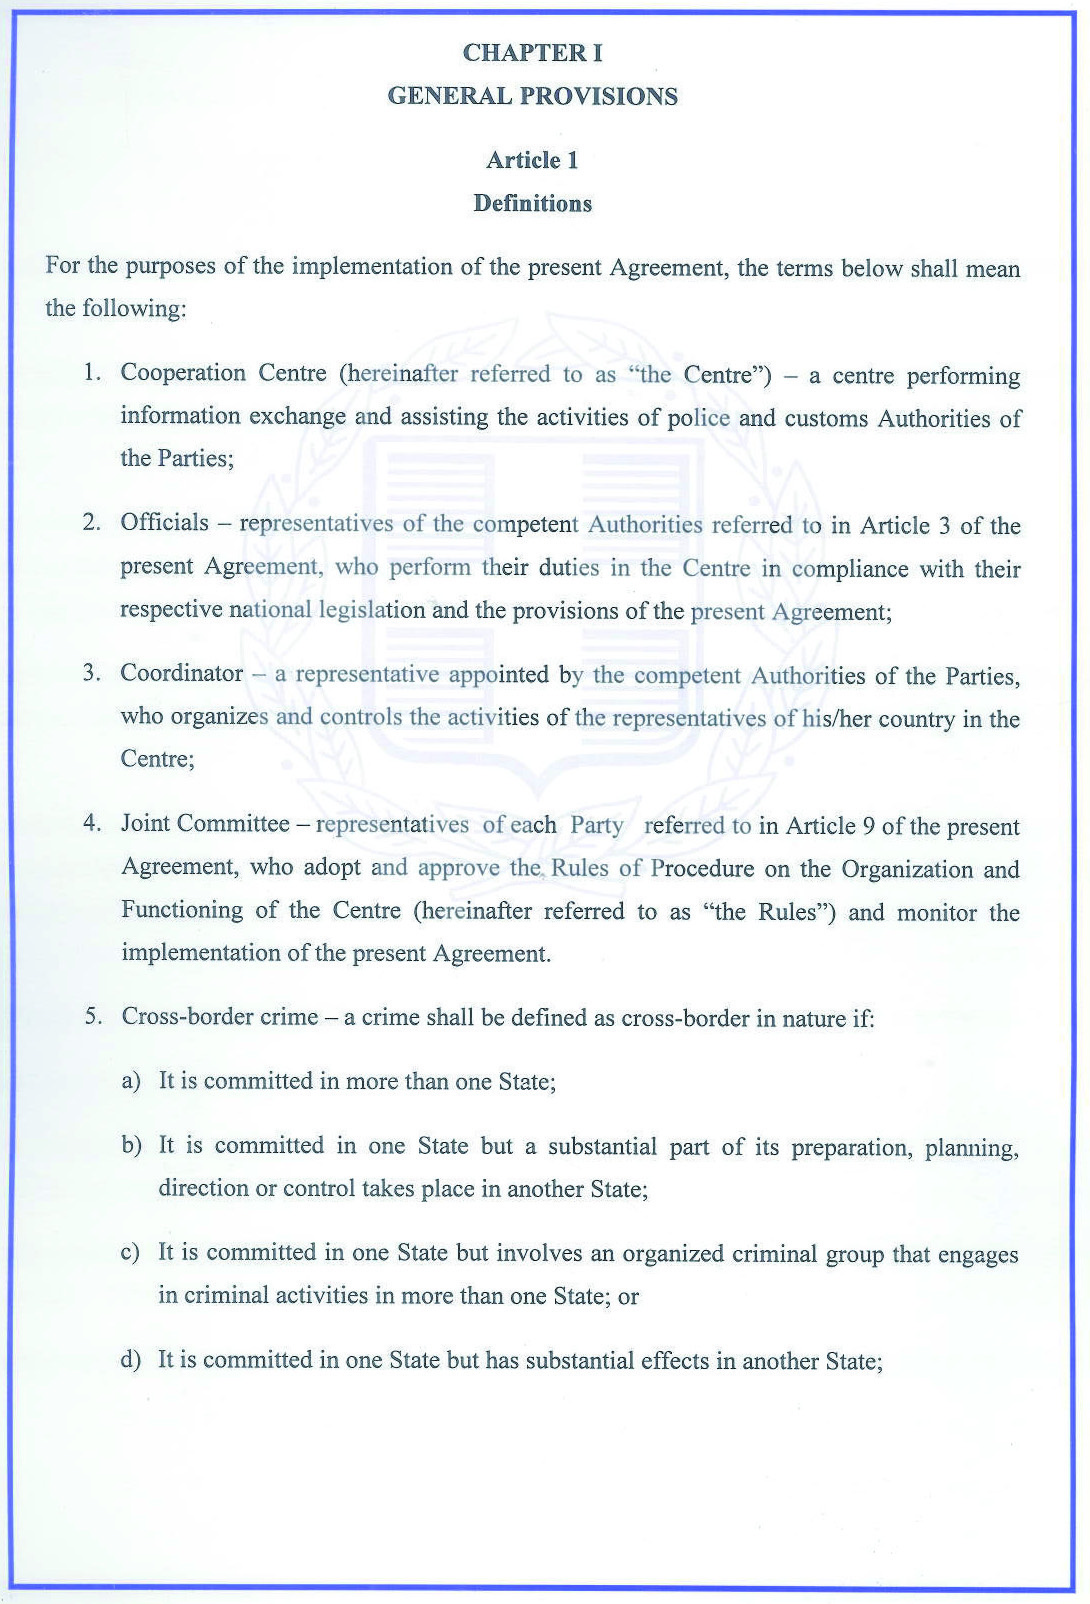 CHAPTER I
GENERAL PROVISIONS
Article 1
Definitions
For the purposes of the implementation of the present Agreement, the terms below shall mean
the following:
1. Cooperation Centre (hereinafter referred to as “the Centre”) – a centre performing
information exchange and assisting the activities of police and customs Authorities of
the Parties;
2. Officials – representatives of the competent Authorities referred to in Article 3 of the
present Agreement, who perform their duties in the Centre in compliance with their
respective national legislation and the provisions of the present Agreement;
3. Coordinator – a representative appointed by the competent Authorities of the Parties,
who organizes and controls the activities of the representatives of his/her country in the
Centre;
4. Joint Committee – representatives of each Party referred to in Article 9 of the present
Agreement, who adopt and approve the Rules of Procedure on the Organization and
Functioning of the Centre (hereinafter referred to as “the Rules”) and monitor the
implementation of the present Agreement.
5. Cross-border crime – a crime shall be defined as cross-border in nature if:
a) It is committed in more than one State;
b) It is committed in one State but a substantial part of its preparation, planning,
direction or control takes place in another State;
c) It is committed in one State but involves an organized criminal group that engages
in criminal activities in more than one State; or
d) It is committed in one State but has substantial effects in another State;